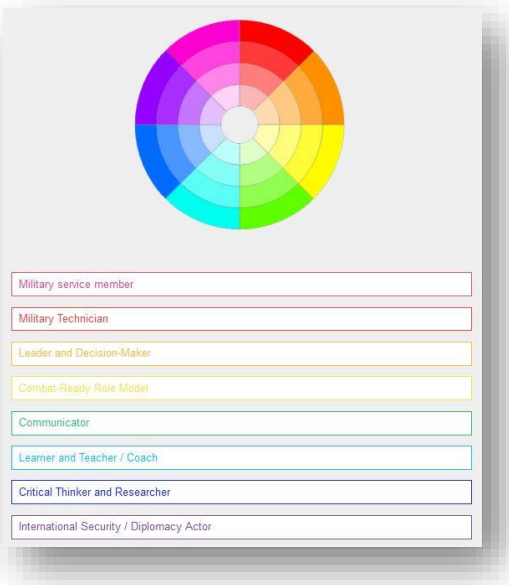 Military service member
Military Technician
Leader and Decision-Maker
Combet-Ready Role Model
Communicator
Learner and Teacher / Coach
Critical Thinker and Researcher
International Security / Diplomacy Actor